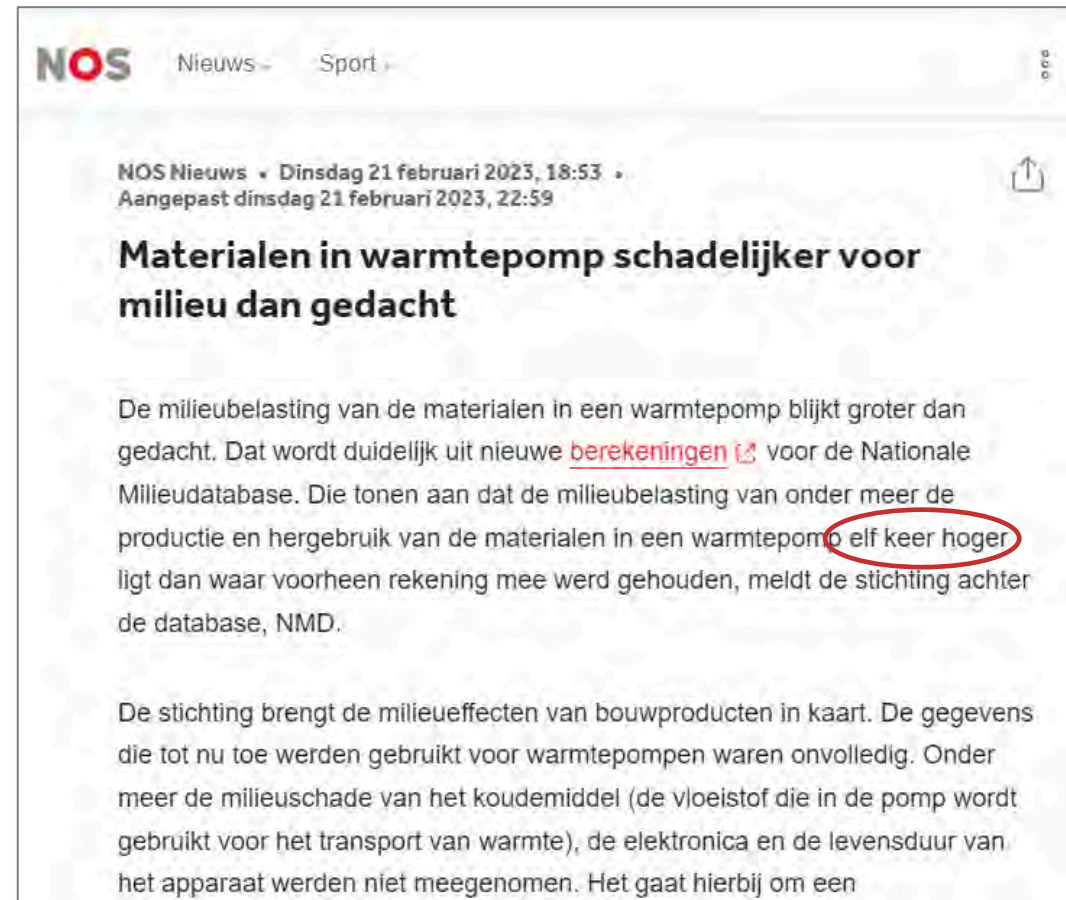 NOS Nieuws Sport
NOS Nieuws • Dinsdag 21 februari 2023, 18:53 •
Aangepast dinsdag 21 februari 2023, 22:59
Materialen in warmtepomp schadelijker voor
milieu dan gedacht
De milieubelasting van de materialen in een warmtepomp blijkt groter dan
gedacht. Dat wordt duidelijk uit nieuwe berekeningen voor de Nationale
Milieudatabase. Die tonen aan dat de milieubelasting van onder meer de
productie en hergebruik van de materialen in een warmtepomp elf keer hoger
ligt dan waar voorheen rekening mee werd gehouden, meldt de stichting achter
de database, NMD.
De stichting brengt de milieueffecten van bouwproducten in kaart. De gegevens
die tot nu toe werden gebruikt voor warmtepompen waren onvolledig. Onder
meer de milieuschade van het koudemiddel (de vloeistof die in de pomp wordt
gebruikt voor het transport van warmte), de elektronica en de levensduur van
het apparaat werden niet meegenomen. Het gaat hierbij om een